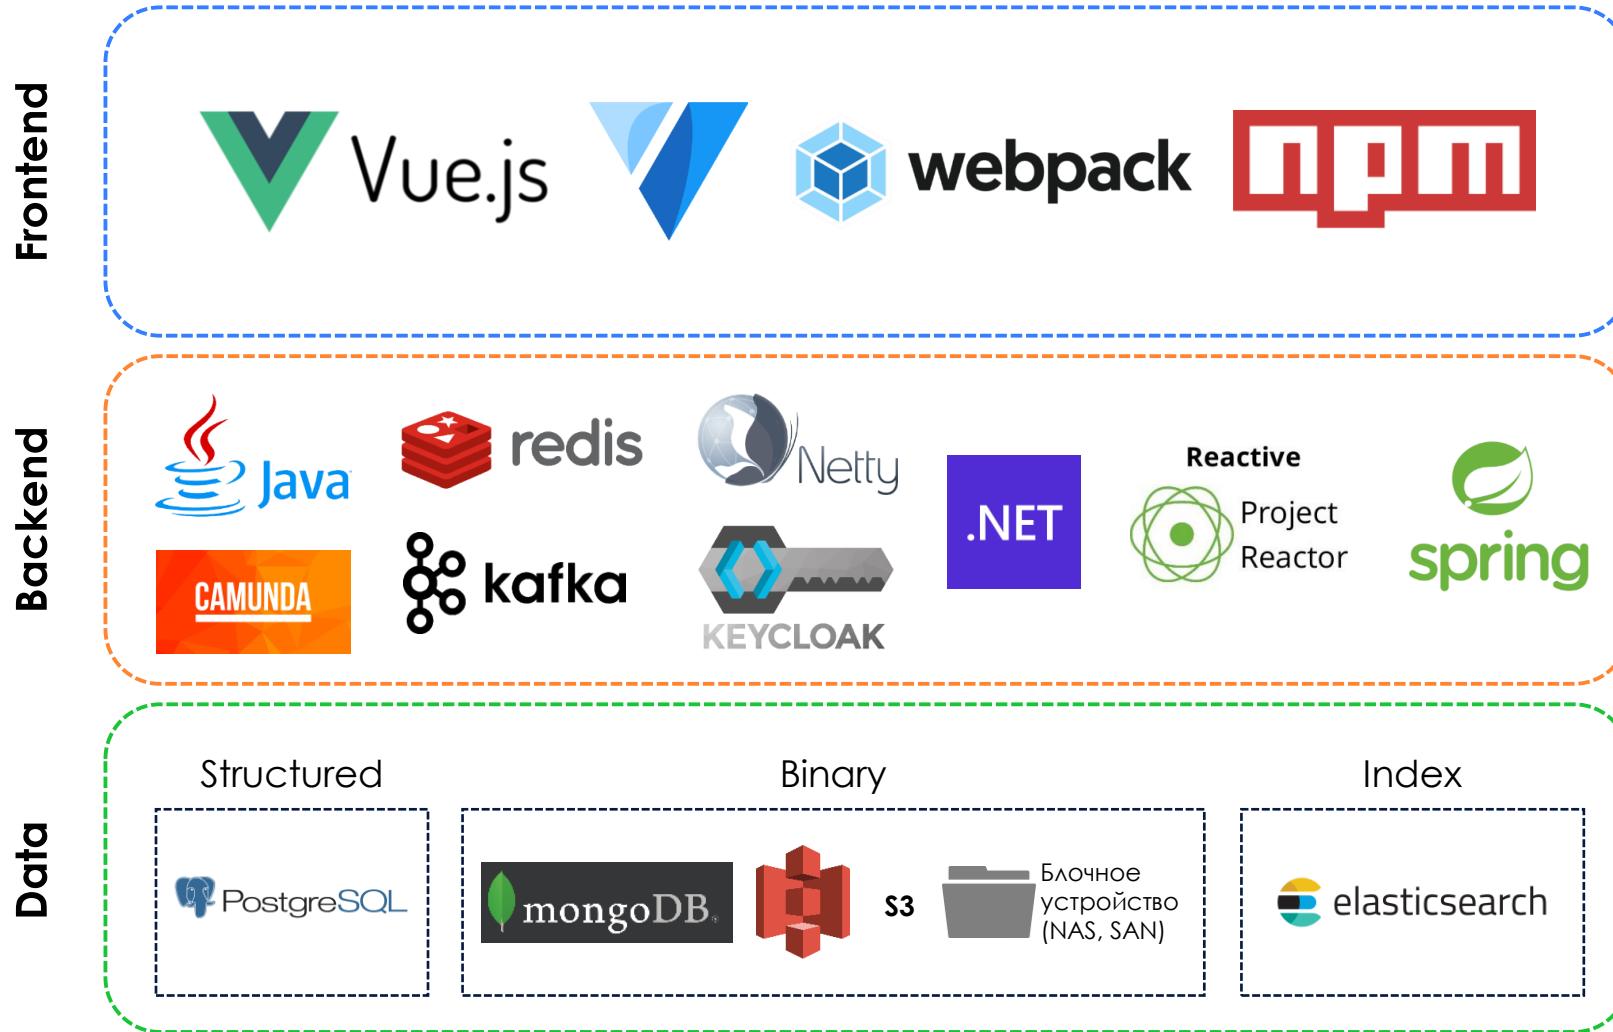 Frontend
Vue.js
webpack
npm
Backend
Java
redis
Netty
.NET
Reactive
Project
Reactor
spring
CAMUNDA
kafka
KEYCLOAK
Data
Structured
Binary
Index
PostgreSQL
mongoDB
S3
Блочное
устройство
(NAS, SAN)
elasticsearch